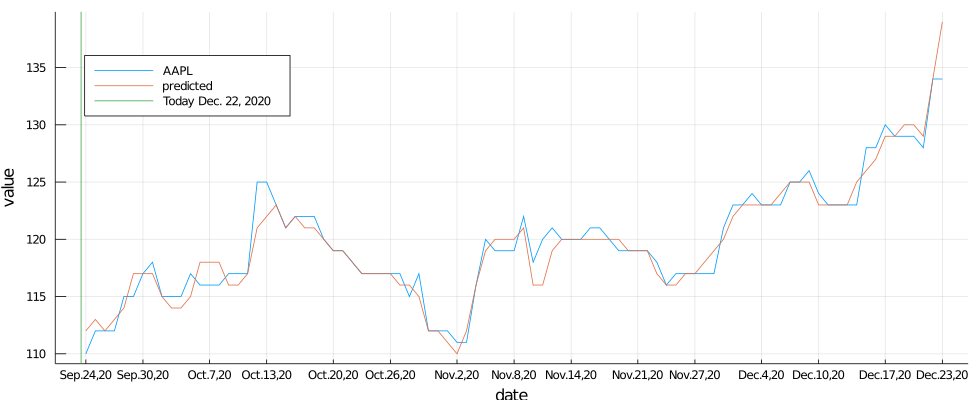 135
130
125
120
115
110
value
AAPL
predicted
Today Dec. 22, 2020
Sep.24,20 Sep.30,20 Oct.7,20 Oct.13,20 Oct.20,20 Oct.26,20 Nov.2,20 Nov.8,20 Nov.14,20 Nov.21,20 Nov.27,20 Dec.4,20 Dec.10,20 Dec.17,20 Dec.23,20
date